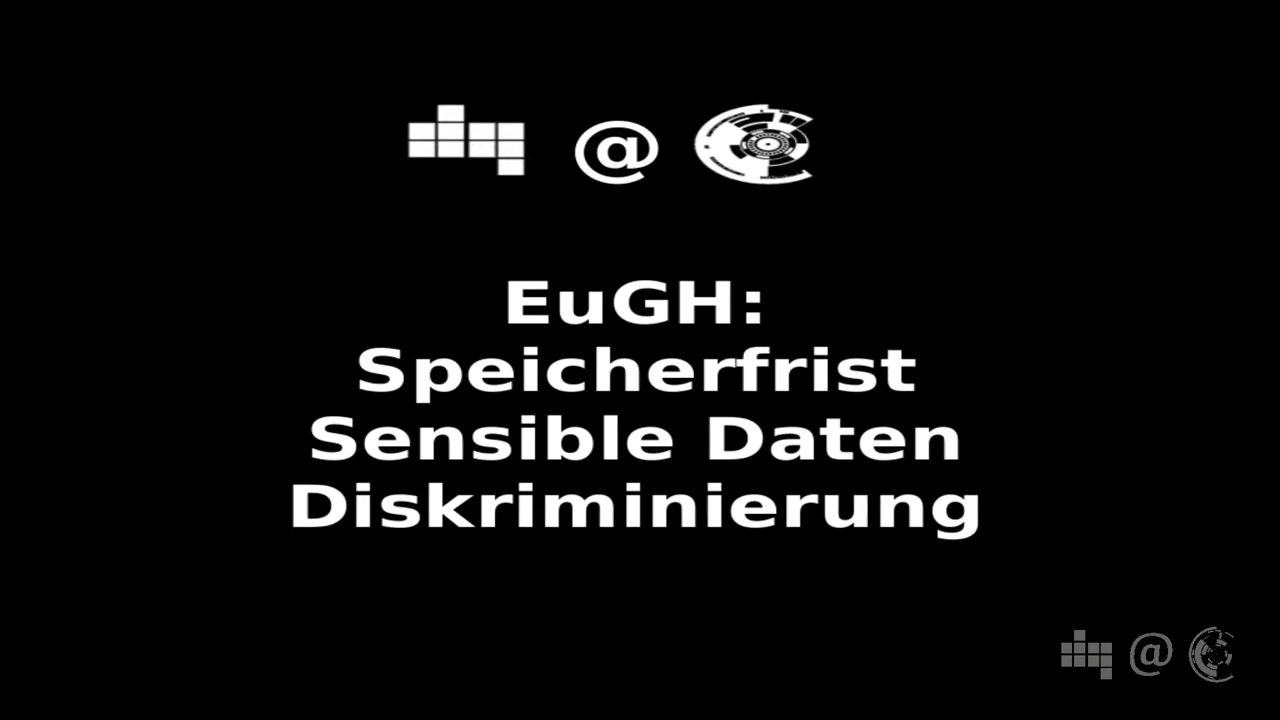 @
EuGH:
Speicherfrist
Sensible Daten
Diskriminierung
@